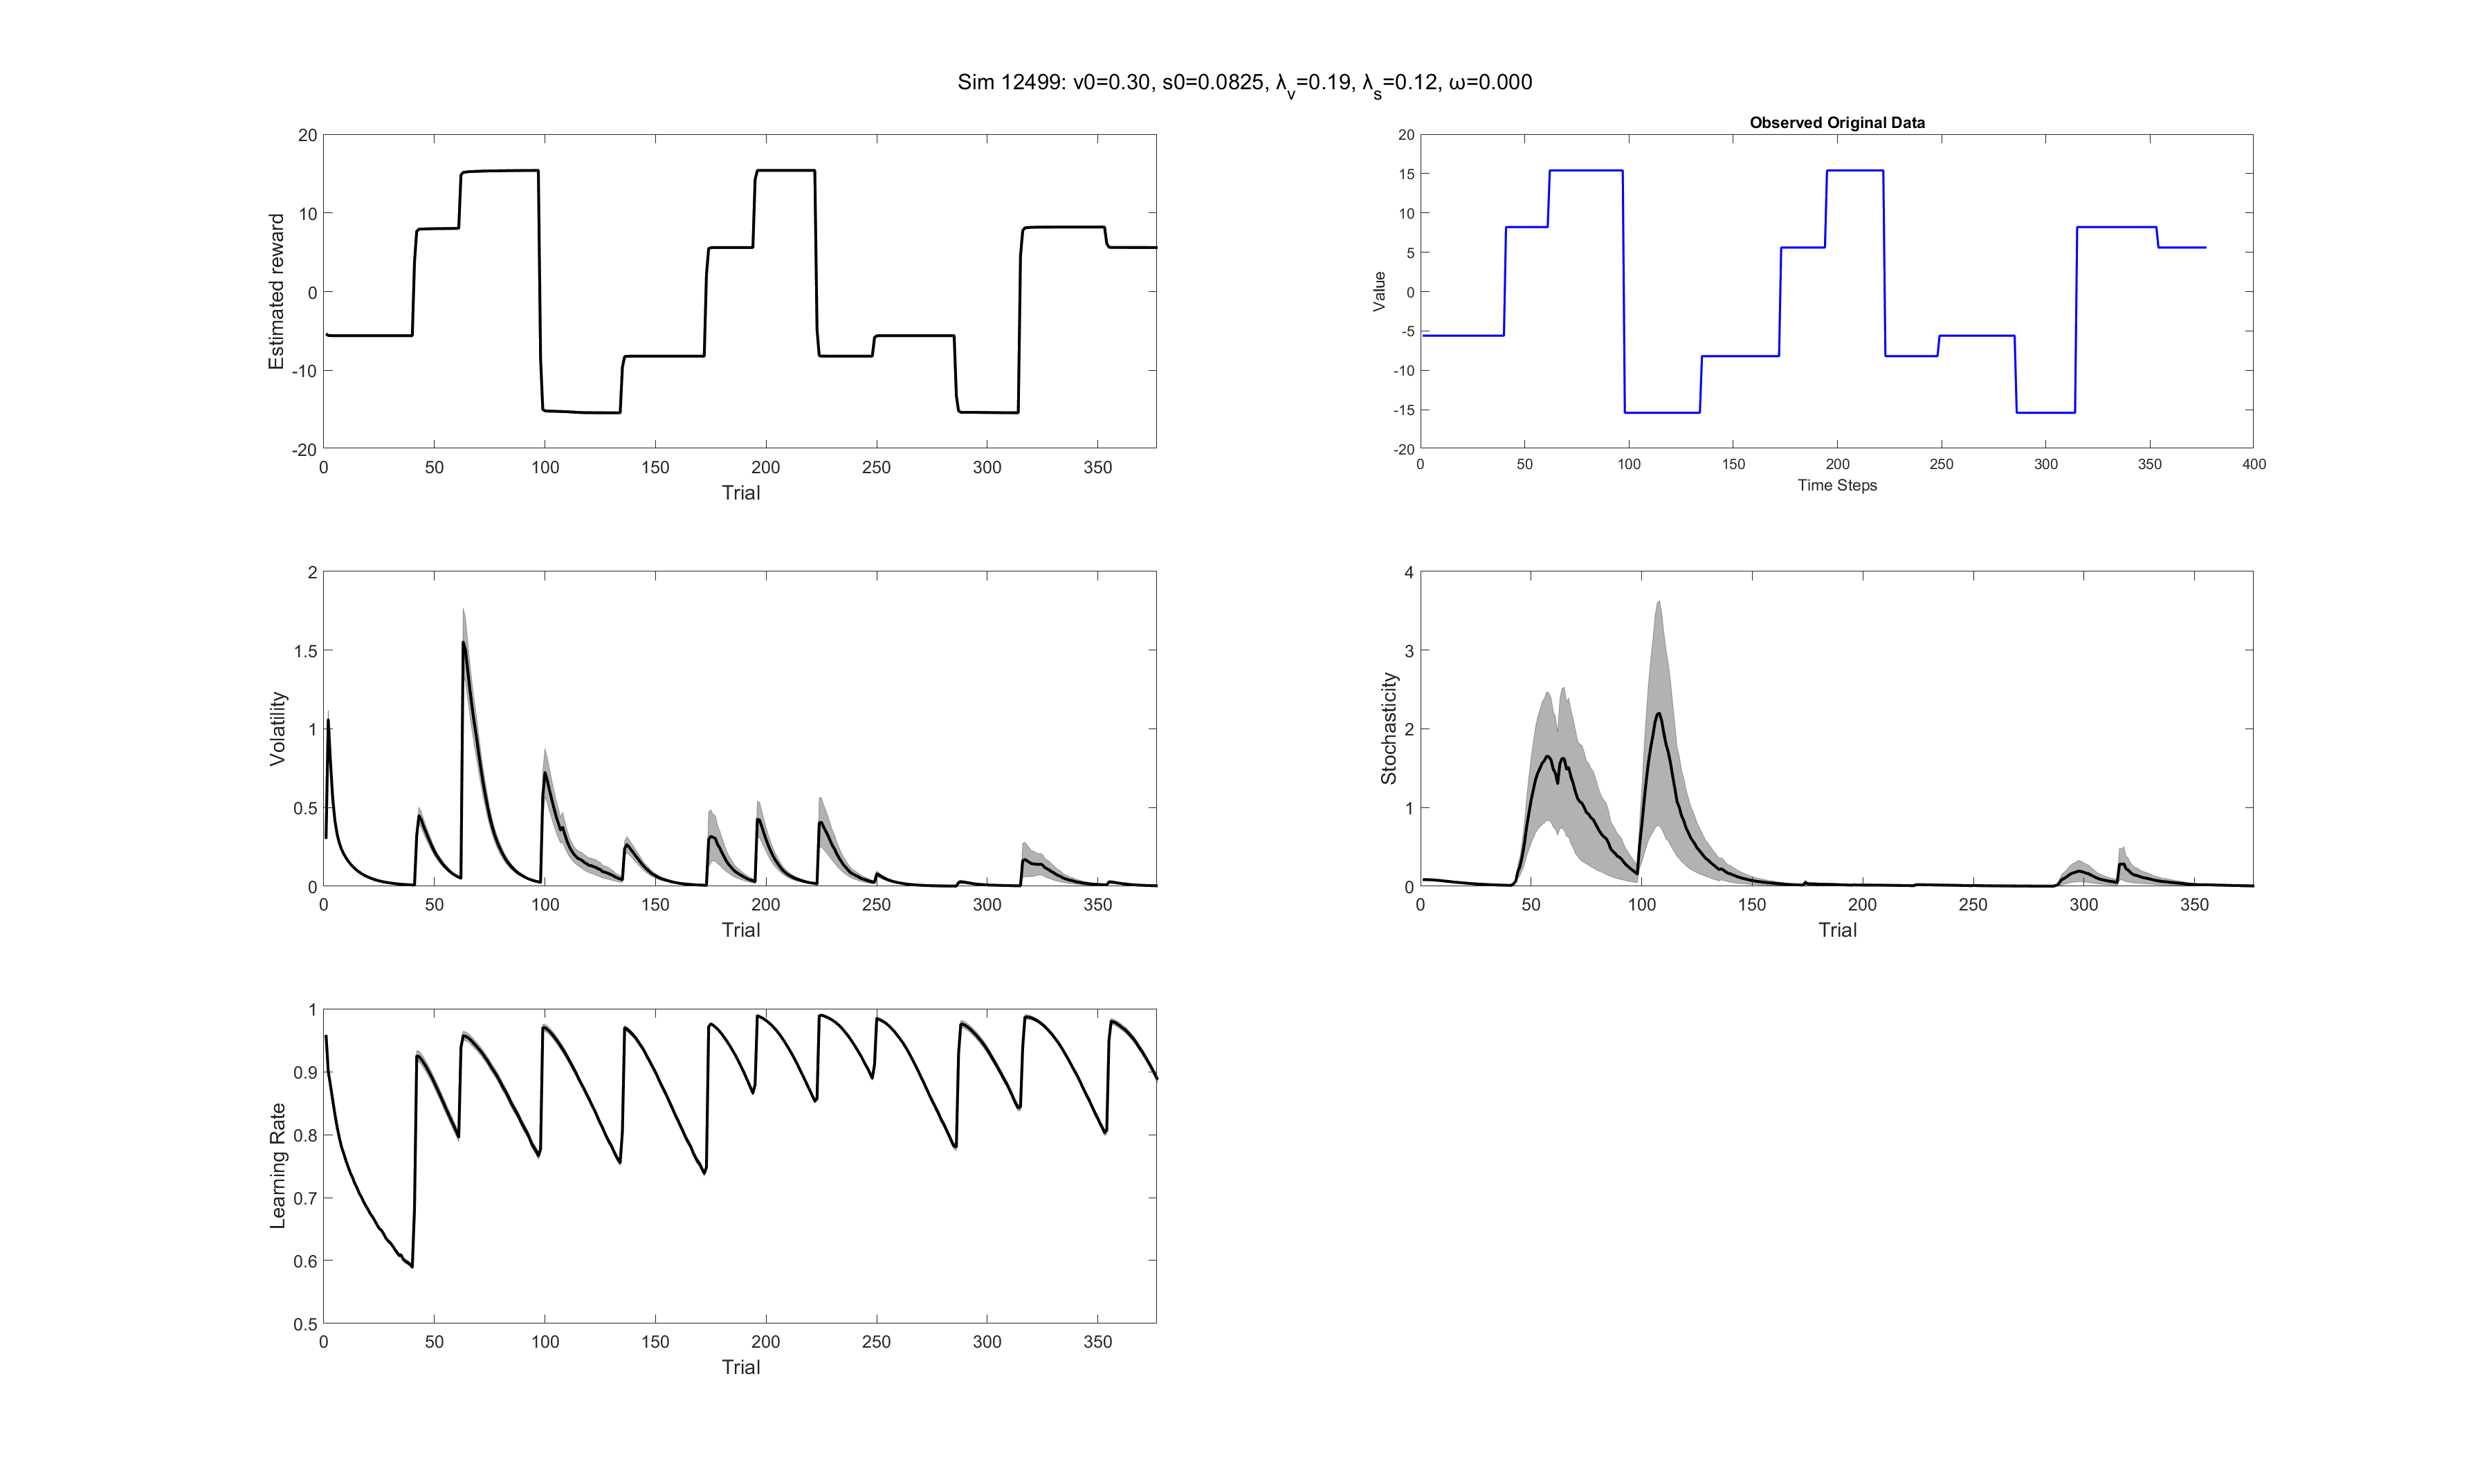 Sim 12499: v0=0.30, s0=0.0825, λv=0.19, λs=0.12, ω=0.000
20
10
0
-10
-20
Estimated reward
0 50 100 150 200 250 300 350
Trial
Observed Original Data
20
15
10
5
0
-5
-10
-15
-20
Value
0 50 100 150 200 250 300 350 400
Time Steps
2
1.5
1
0.5
0
Volatility
0 50 100 150 200 250 300 350
Trial
4
3
2
1
0
Stochasticity
0 50 100 150 200 250 300 350
Trial
1
0.9
0.8
0.7
0.6
0.5
Learning Rate
0 50 100 150 200 250 300 350
Trial